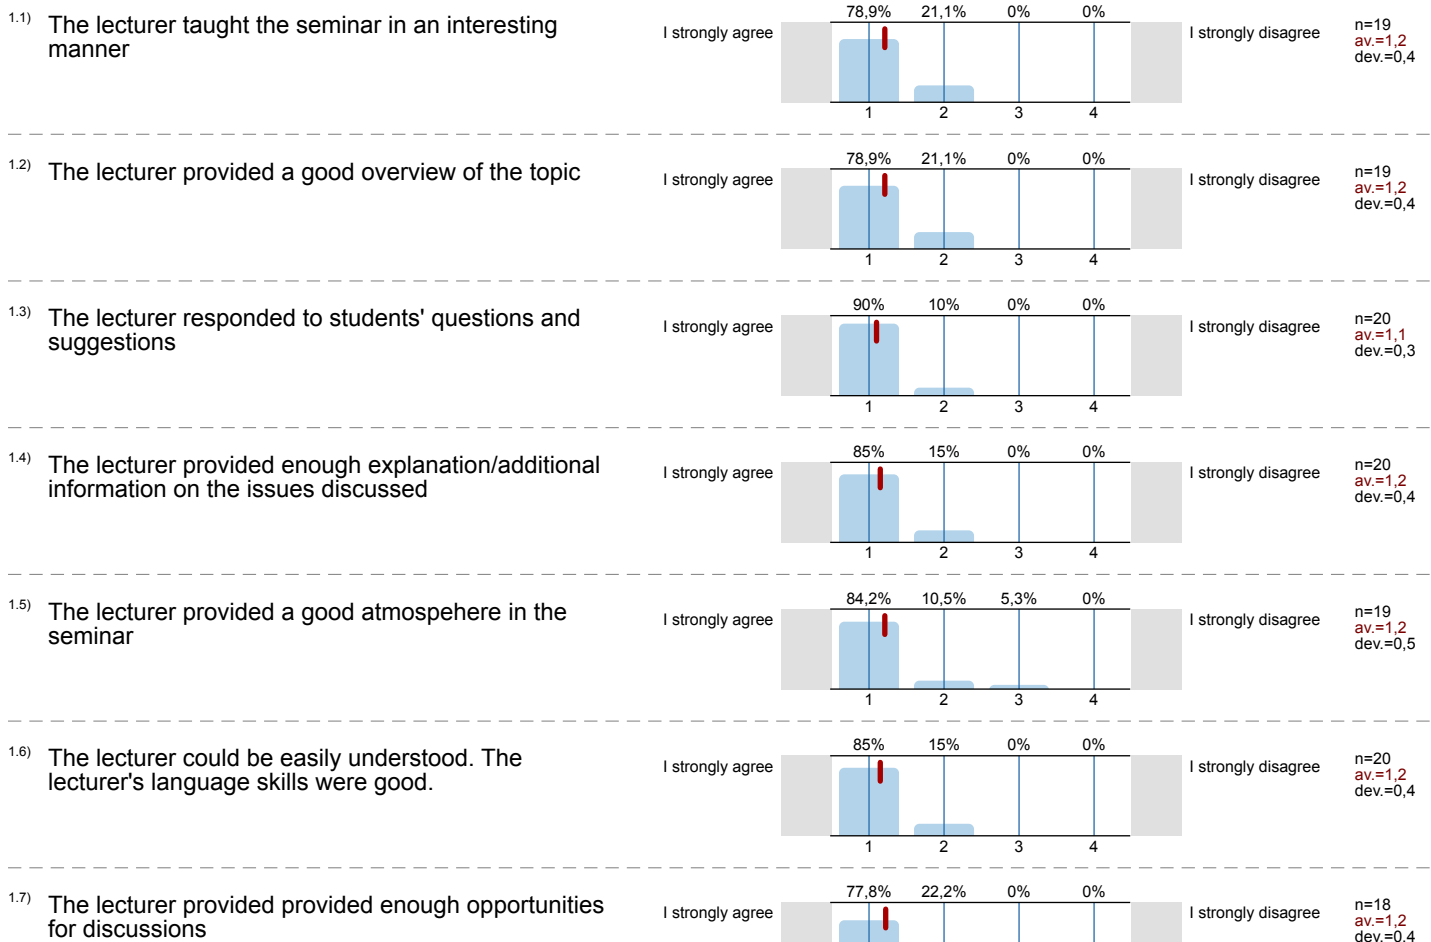 1.1) The lecturer taught the seminar in an interesting
manner
I strongly agree
78,9% 21,1% 0% 0%
1 2 3 4
I strongly disagree
n=19
av.=1,2
dev.=0,4
1.2) The lecturer provided a good overview of the topic
I strongly agree
78,9% 21,1% 0% 0%
1 2 3 4
I strongly disagree
n=19
av.=1,2
dev.=0,4
1.3) The lecturer responded to students' questions and
suggestions
I strongly agree
90% 10% 0% 0%
1 2 3 4
I strongly disagree
n=20
av.=1,1
dev.=0,3
1.4) The lecturer provided enough explanation/additional
information on the issues discussed
I strongly agree
85% 15% 0% 0%
1 2 3 4
I strongly disagree
n=20
av.=1,2
dev.=0,4
1.5) The lecturer provided a good atmospehere in the
seminar
I strongly agree
84,2% 10,5% 5,3% 0%
1 2 3 4
I strongly disagree
n=19
av.=1,2
dev.=0,5
1.6) The lecturer could be easily understood. The
lecturer's language skills were good.
I strongly agree
85% 15% 0% 0%
1 2 3 4
I strongly disagree
n=20
av.=1,2
dev.=0,4
1.7) The lecturer provided provided enough opportunities
for discussions
I strongly agree
77,8% 22,2% 0% 0%
I strongly disagree
n=18
av.=1,2
dev.=0,4